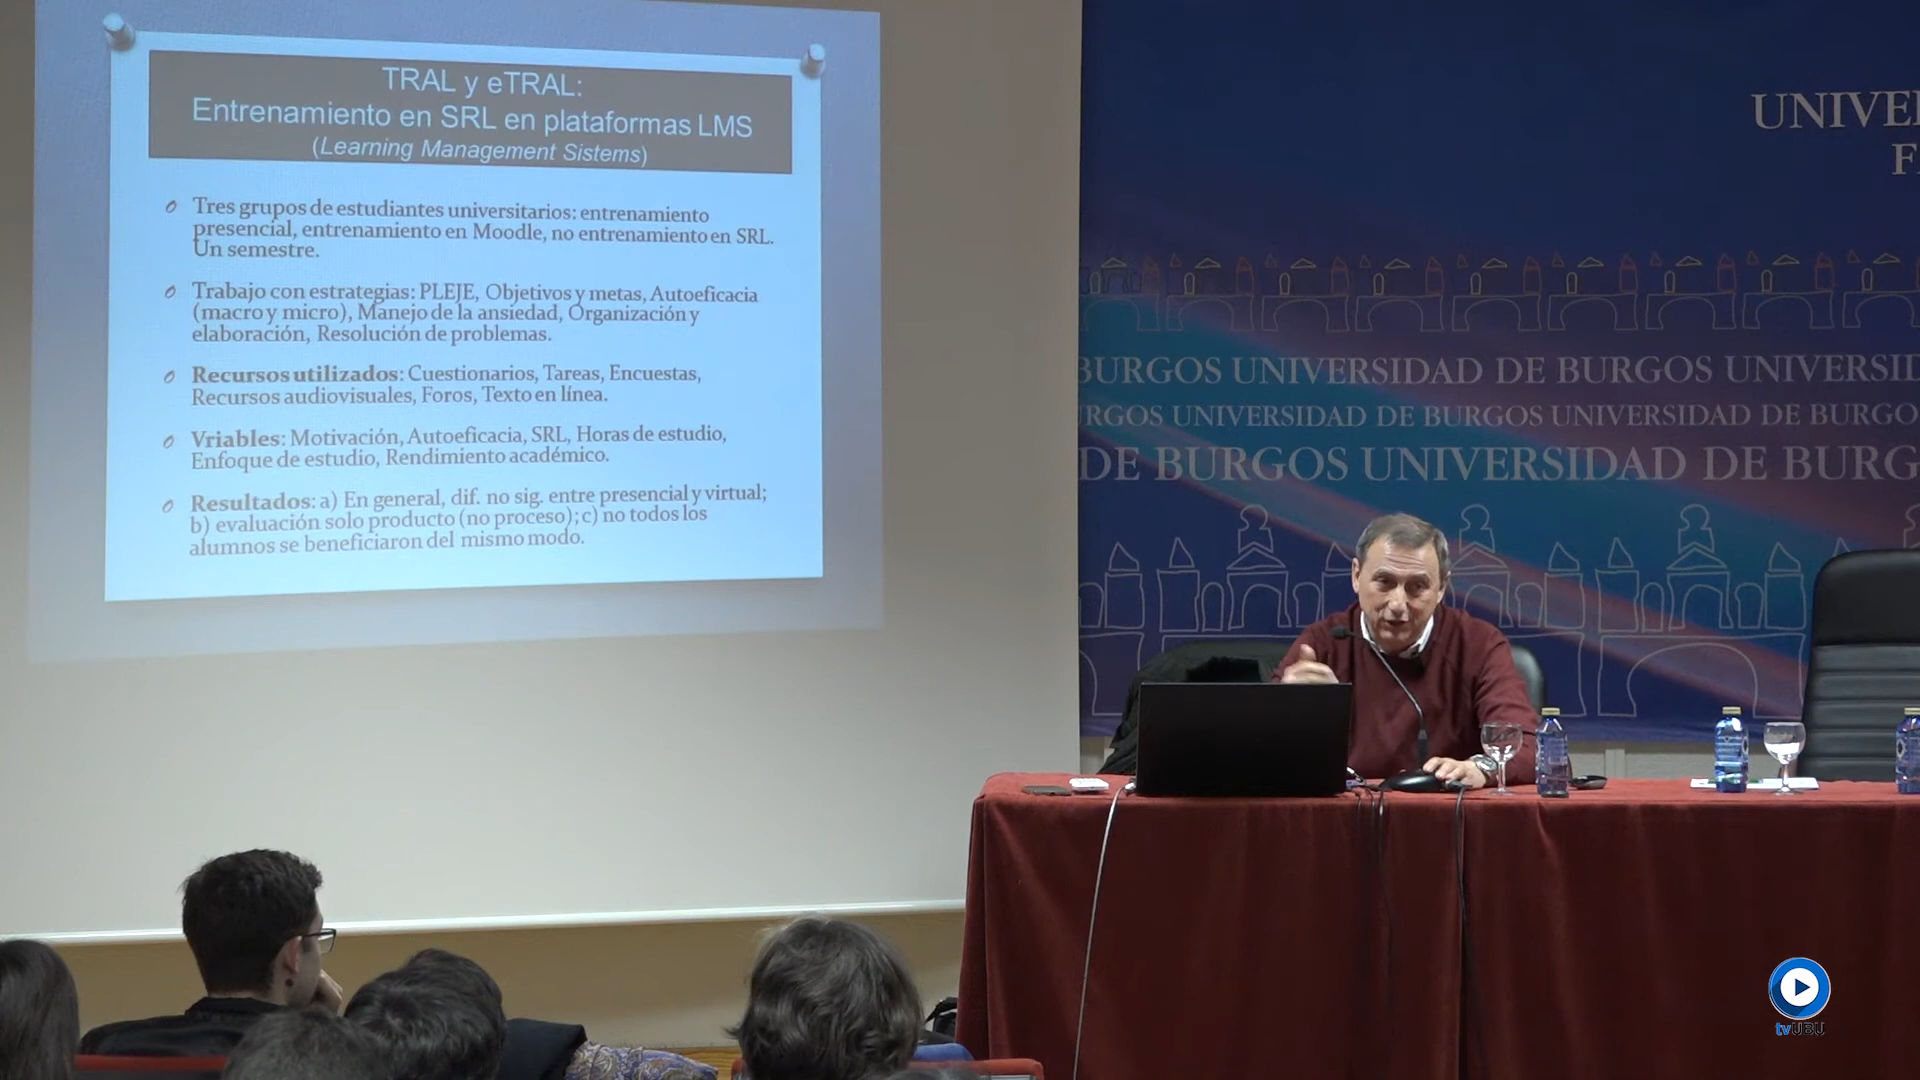 TRAL y eTRAL:
Entrenamiento en SRL en plataformas LMS
(Learning Management Sistems)
Tres grupos de estudiantes universitarios: entrenamiento
presencial, entrenamiento en Moodle, no entrenamiento en SRL.
Un semestre.
Trabajo con estrategias: PLEJE, Objetivos y metas, Autoeficacia
(macro y micro), Manejo de la ansiedad, Organización y
elaboración, Resolución de problemas.
Recursos utilizados: Cuestionarios, Tareas, Encuestas,
Recursos audiovisuales, Foros, Texto en línea.
Vriables: Motivación, Autoeficacia, SRL, Horas de estudio,
Enfoque de estudio, Rendimiento académico.
Resultados: a) En general, dif. no sig. entre presencial y virtual;
b) evaluación solo producto (no proceso); c) no todos los
alumnos se beneficiaron del mismo modo.
UNIVE
F
BURGOS UNIVERSIDAD DE BURGOS UNIVERSID
URGOS UNIVERSIDAD DE BURGOS UNIVERSIDAD DE BURGO
DE BURGOS UNIVERSIDAD DE BURG
tvUBU